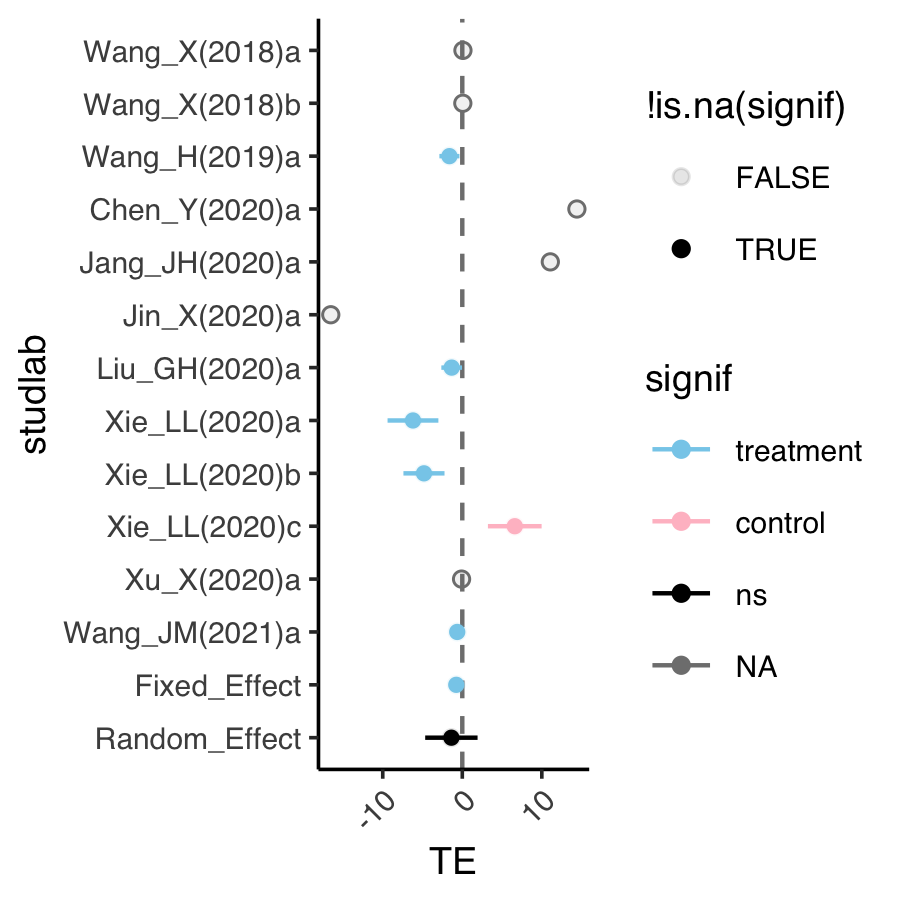 studlab
Wang_X(2018)a
Wang_X(2018)b
Wang_H(2019)a
Chen_Y(2020)a
Jang_JH(2020)a
Jin_X(2020)a
Liu_GH(2020)a
Xie_LL(2020)a
Xie_LL(2020)b
Xie_LL(2020)c
Xu_X(2020)a
Wang_JM(2021)a
Fixed_Effect
Random_Effect
-10
0
10
TE
!is.na(signif)
FALSE
TRUE
signif
treatment
control
ns
NA